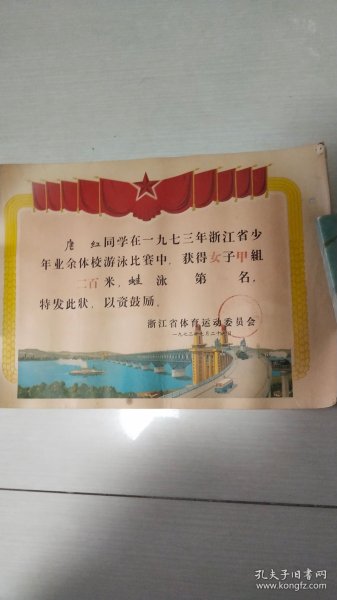 唐红同学在一九七三年浙江省少
年业余体校游泳比赛中,获得女子甲组
二百米,蛙泳第 名,
特发此状,以资鼓励。
浙江省体育运动委员会
孔夫子旧书网
www.kongfz.com